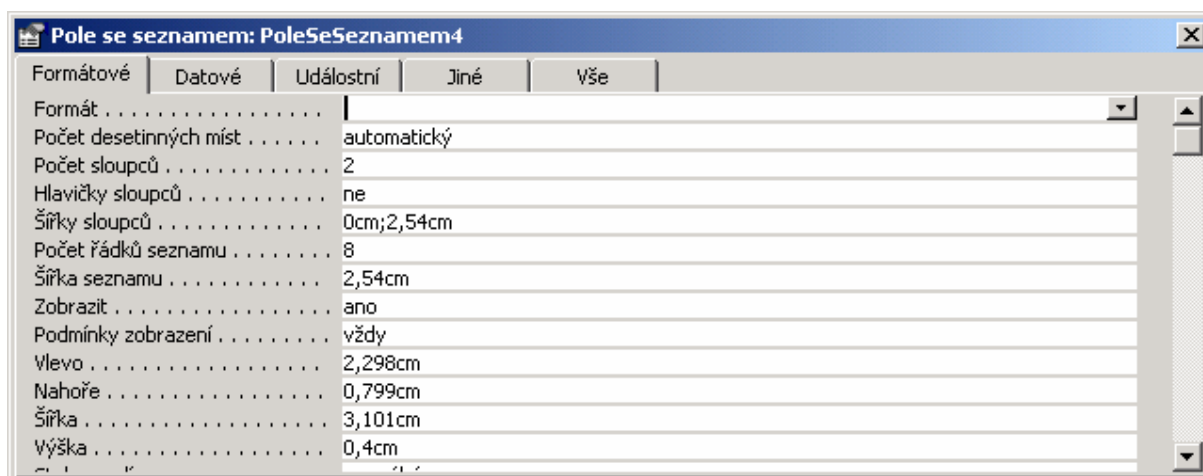 Pole se seznamem: PoleSeSeznamem4
Formátové Datové Událostní Jiné Vše
Formát . . . . . . . . . . . . . . . . .
Počet desetinných míst . . . . . . automatický
Počet sloupců . . . . . . . . . . . . . 2
Hlavičky sloupců . . . . . . . . . . . ne
Šířky sloupců . . . . . . . . . . . . . 0cm;2,54cm
Počet řádků seznamu . . . . . . . . 8
Šířka seznamu . . . . . . . . . . . . 2,54cm
Zobrazit . . . . . . . . . . . . . . . . . ano
Podmínky zobrazení . . . . . . . . . vždy
Vlevo . . . . . . . . . . . . . . . . . . 2,298cm
Nahoře . . . . . . . . . . . . . . . . . 0,799cm
Šířka . . . . . . . . . . . . . . . . . . 3,101cm
Výška . . . . . . . . . . . . . . . . . . 0,4cm